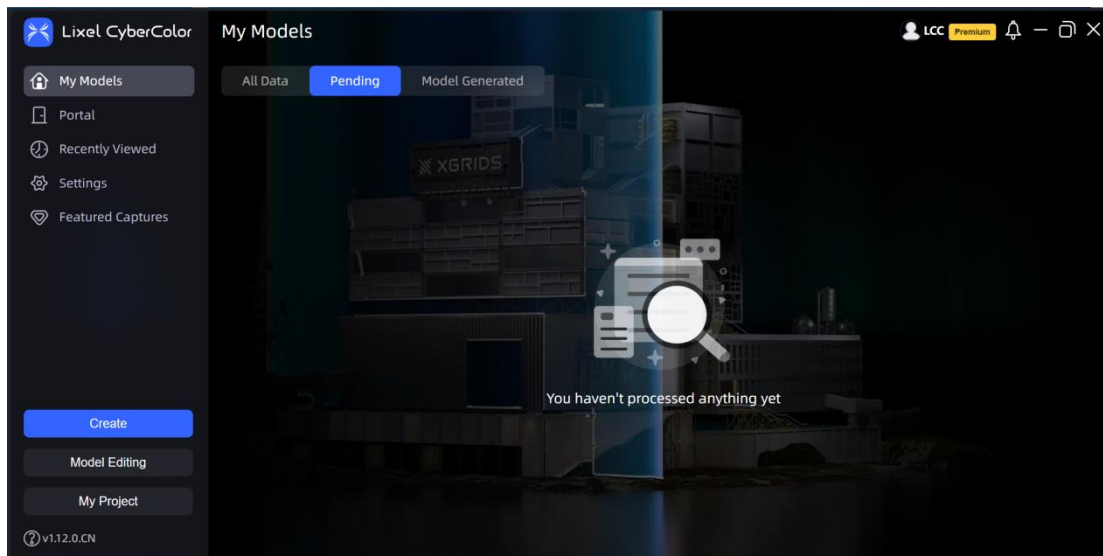 Lixel CyberColor
My Models
LCC Premium
My Models
Portal
Recently Viewed
Settings
Featured Captures
All Data Pending Model Generated
XGRIDS
You haven't processed anything yet
Create
Model Editing
My Project
v1.12.0.CN